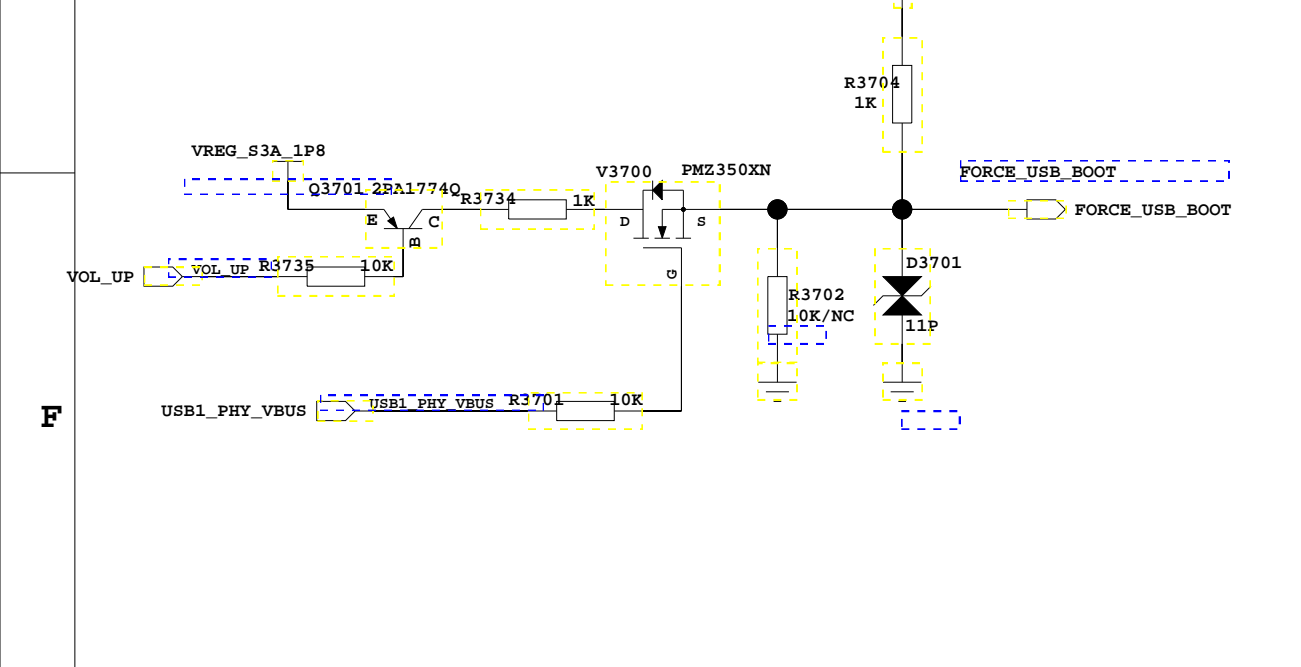 R3704
1K
VREG_S3A_1P8
V3700 PMZ350XN
FORCE_USB_BOOT
Q3701 2PA1774Q
R3734 1K
E C
B
D S
G
FORCE_USB_BOOT
VOL_UP VOL_UP R3735 10K
D3701
R3702
10K/NC
11P
USB1_PHY_VBUS USB1_PHY_VBUS R3701 10K
F